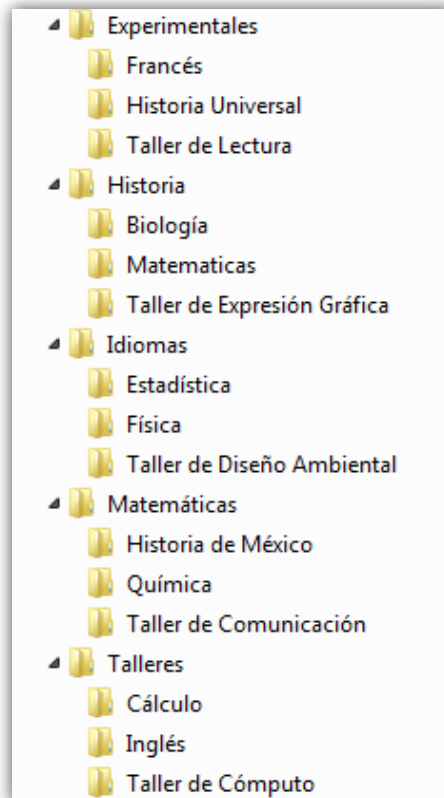 Experimentales
Francés
Historia Universal
Taller de Lectura
Historia
Biología
Matematicas
Taller de Expresión Gráfica
Idiomas
Estadística
Física
Taller de Diseño Ambiental
Matemáticas
Historia de México
Química
Taller de Comunicación
Talleres
Cálculo
Inglés
Taller de Cómputo